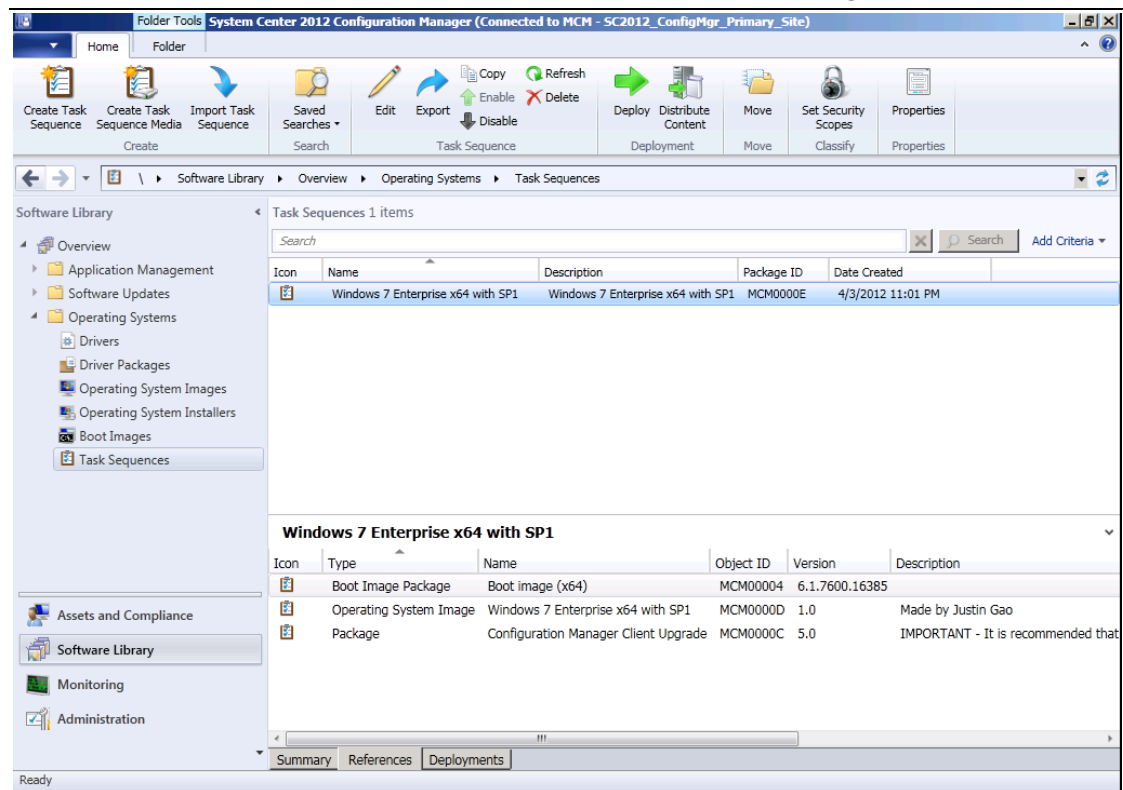 Folder Tools System Center 2012 Configuration Manager (Connected to MCM - SC2012_ConfigMgr_Primary_Site)
Home Folder
Create Task Sequence Create Task Sequence Media Import Task Sequence Saved Searches Edit Export Copy Enable Disable Refresh Delete Deploy Distribute Content Move Set Security Scopes Properties
Create Search Task Sequence Deployment Move Classify Properties
\ Software Library Overview Operating Systems Task Sequences
Software Library
Overview
Application Management
Software Updates
Operating Systems
Drivers
Driver Packages
Operating System Images
Operating System Installers
Boot Images
Task Sequences
Assets and Compliance
Software Library
Monitoring
Administration
Task Sequences 1 items
Search Search Add Criteria
Icon Name Description Package ID Date Created
Windows 7 Enterprise x64 with SP1 Windows 7 Enterprise x64 with SP1 MCM0000E 4/3/2012 11:01 PM
Windows 7 Enterprise x64 with SP1
Icon Type Name Object ID Version Description
Boot Image Package Boot image (x64) MCM00004 6.1.7600.16385
Operating System Image Windows 7 Enterprise x64 with SP1 MCM0000D 1.0 Made by Justin Gao
Package Configuration Manager Client Upgrade MCM0000C 5.0 IMPORTANT - It is recommended that
Summary References Deployments
Ready